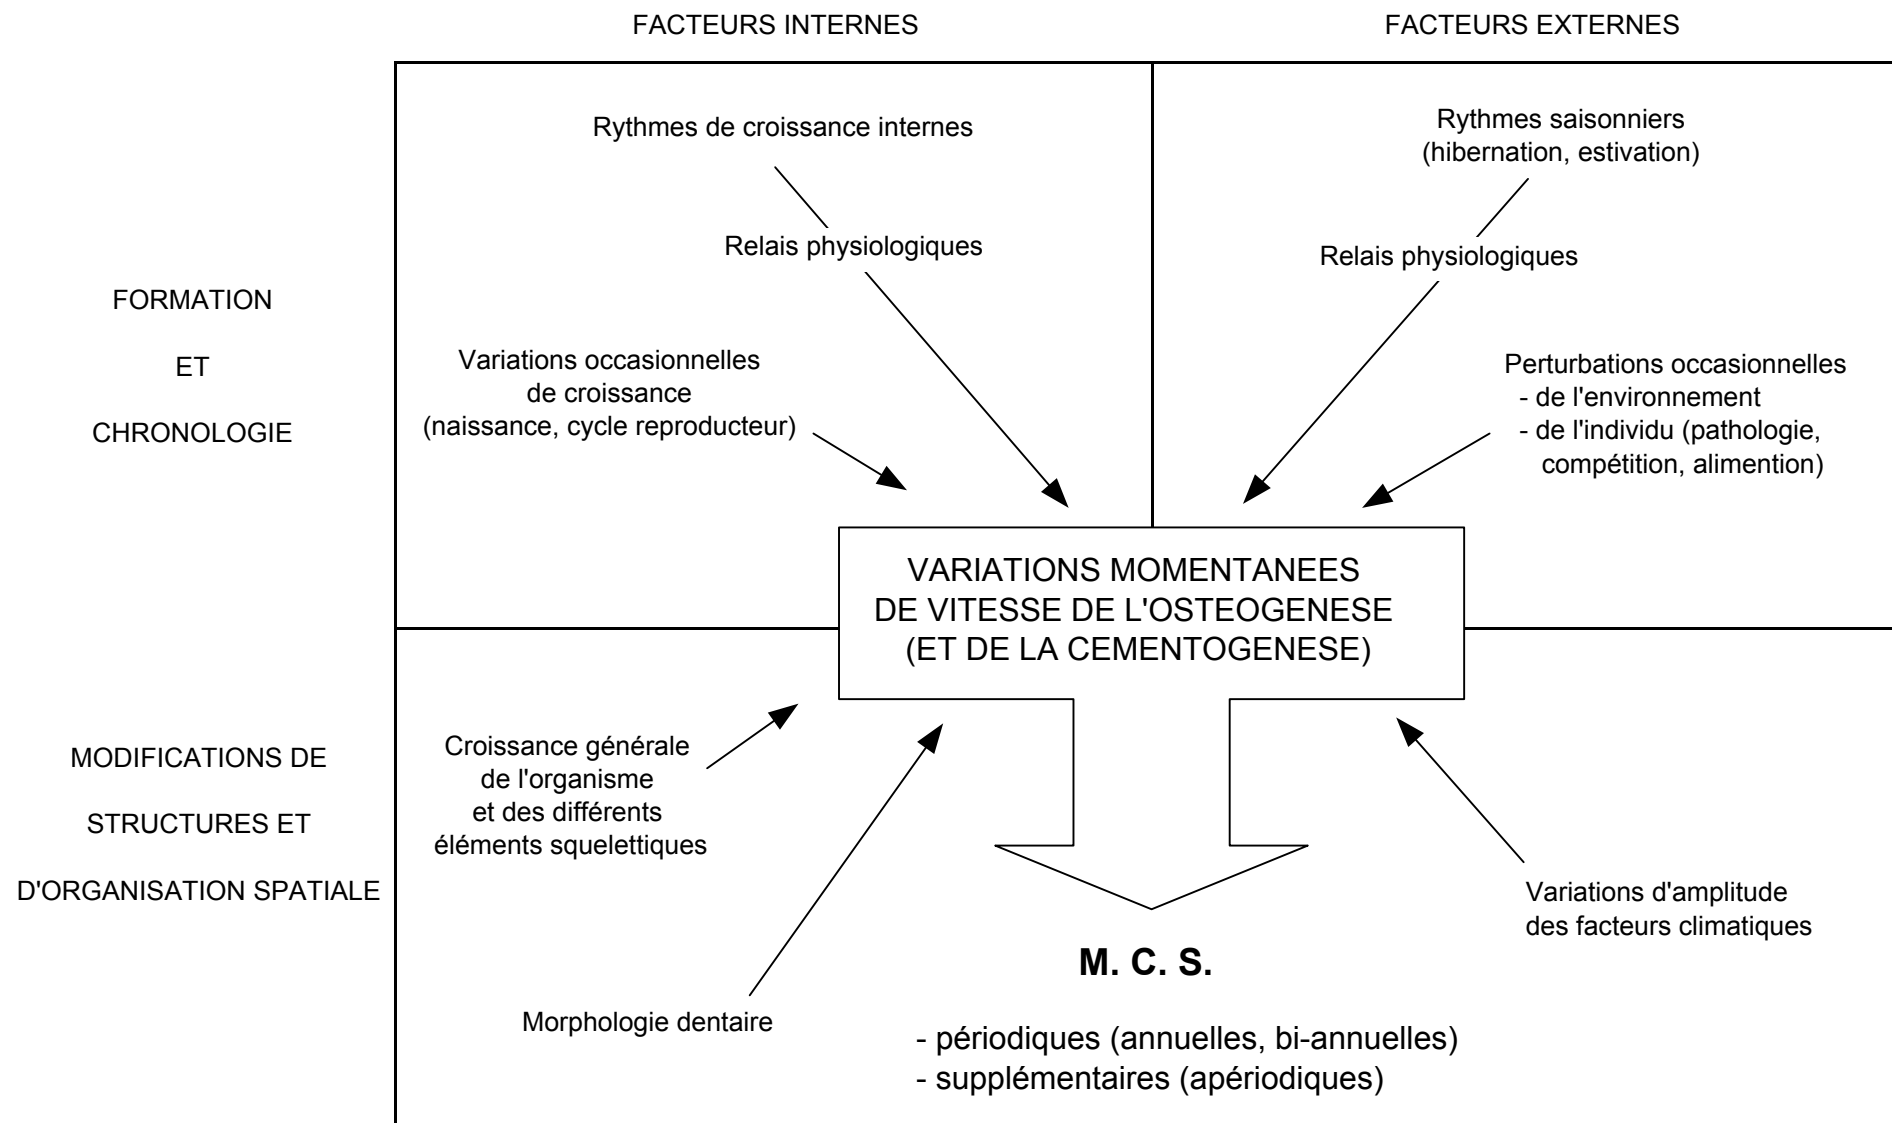 FACTEURS INTERNES
FACTEURS EXTERNES
FORMATION
ET
CHRONOLOGIE
Rythmes de croissance internes
Relais physiologiques
Variations occasionnelles
de croissance
(naissance, cycle reproducteur)
Rythmes saisonniers
(hibernation, estivation)
Relais physiologiques
Perturbations occasionnelles
- de l'environnement
- de l'individu (pathologie,
compétition, alimention)
VARIATIONS MOMENTANEES
DE VITESSE DE L'OSTEOGENESE
(ET DE LA CEMENTOGENESE)
MODIFICATIONS DE
STRUCTURES ET
D'ORGANISATION SPATIALE
Croissance générale
de l'organisme
et des différents
éléments squelettiques
Morphologie dentaire
Variations d'amplitude
des facteurs climatiques
M. C. S.
- périodiques (annuelles, bi-annuelles)
- supplémentaires (apériodiques)